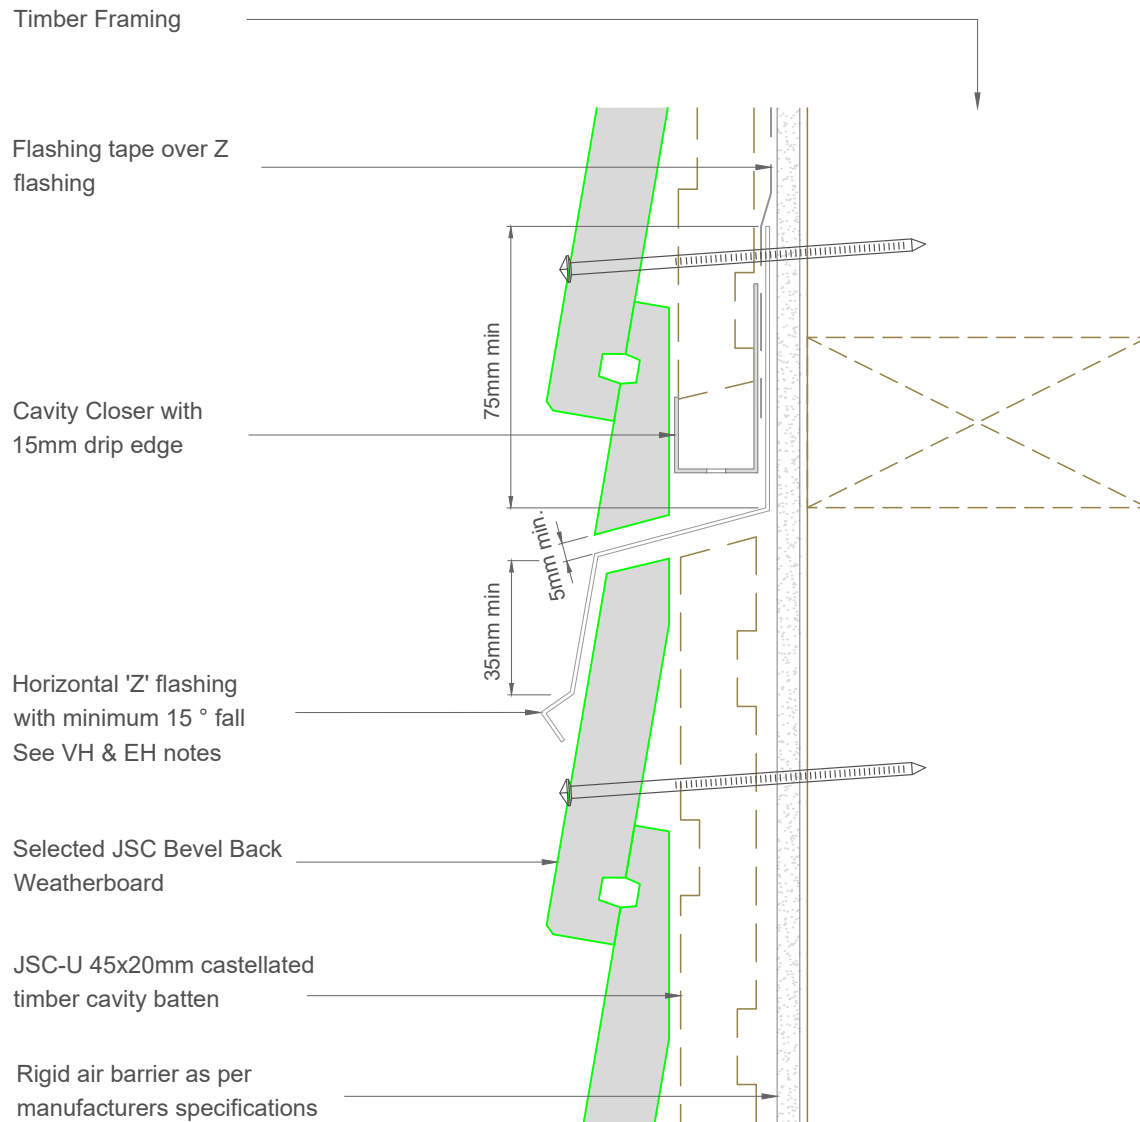 Timber Framing
Flashing tape over Z
flashing
75mm min
Cavity Closer with
15mm drip edge
5mm min.
35mm min
Horizontal 'Z' flashing
with minimum 15 ° fall
See VH & EH notes
Selected JSC Bevel Back
Weatherboard
JSC-U 45x20mm castellated
timber cavity batten
Rigid air barrier as per
manufacturers specifications